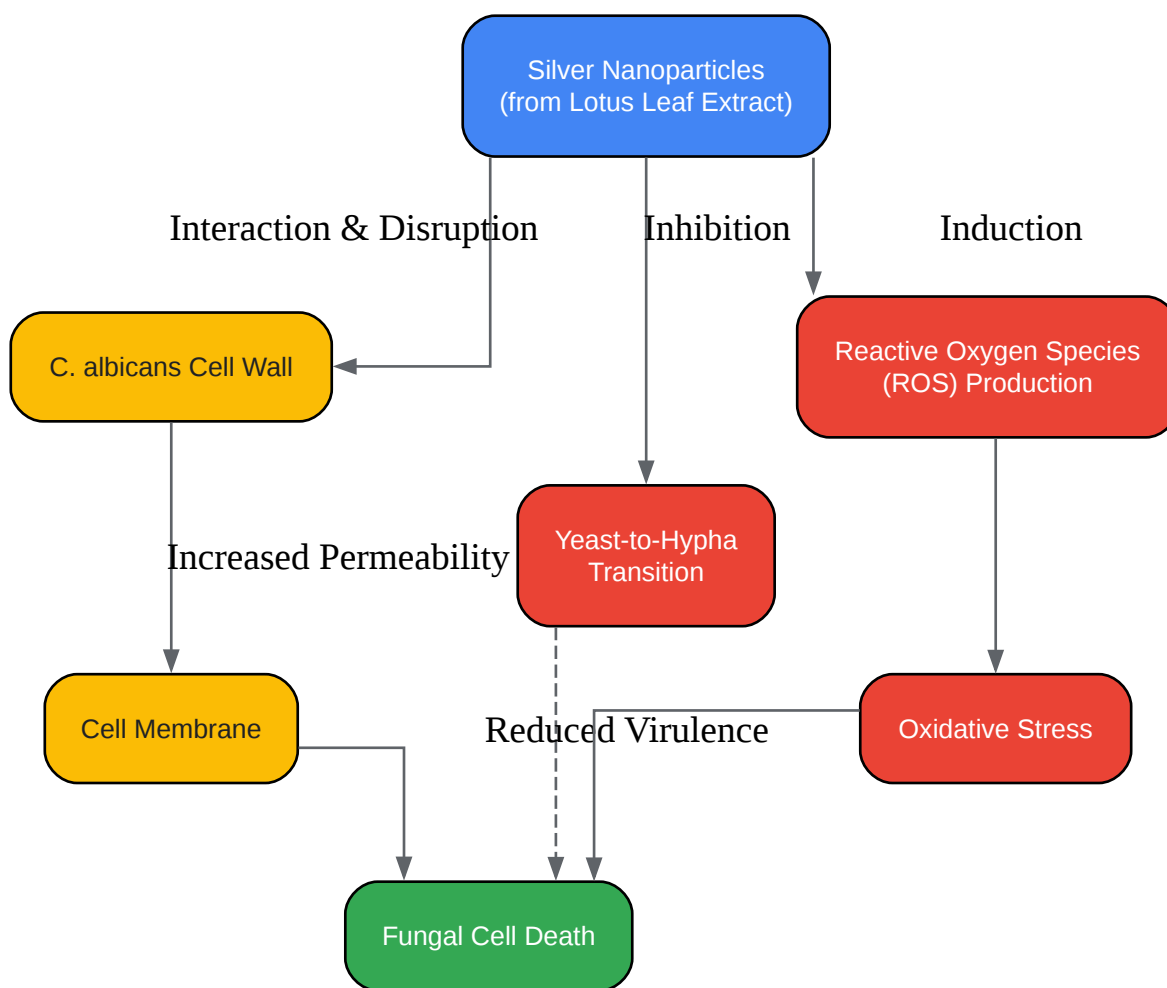 Silver Nanoparticles
(from Lotus Leaf Extract)
Interaction & Disruption
Inhibition
Induction
C. albicans Cell Wall
Reactive Oxygen Species
(ROS) Production
Increased Permeability
Yeast-to-Hypha
Transition
Cell Membrane
Reduced Virulence
Oxidative Stress
Fungal Cell Death